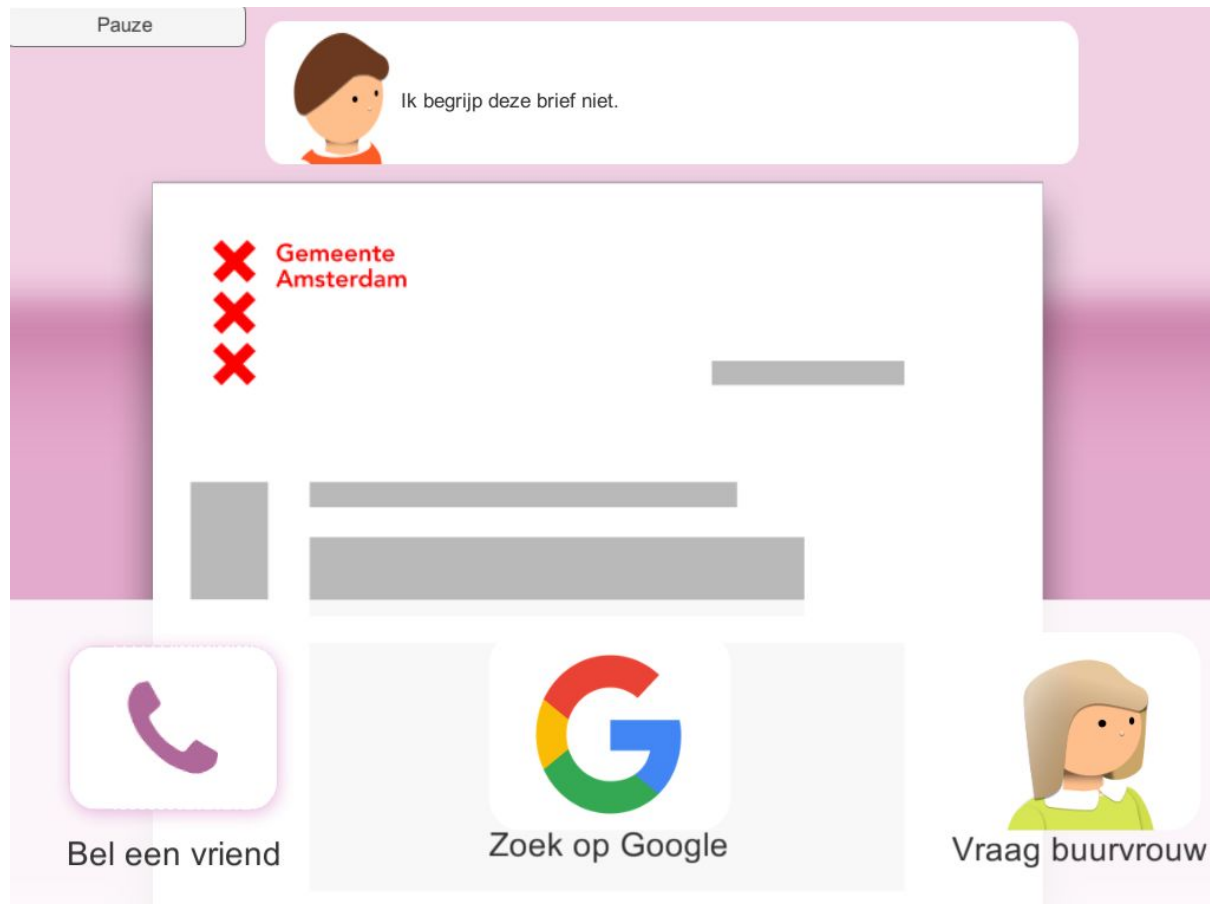 Pauze
Ik begrijp deze brief niet.
Gemeente
Amsterdam
Bel een vriend
Zoek op Google
Vraag buurvrouw